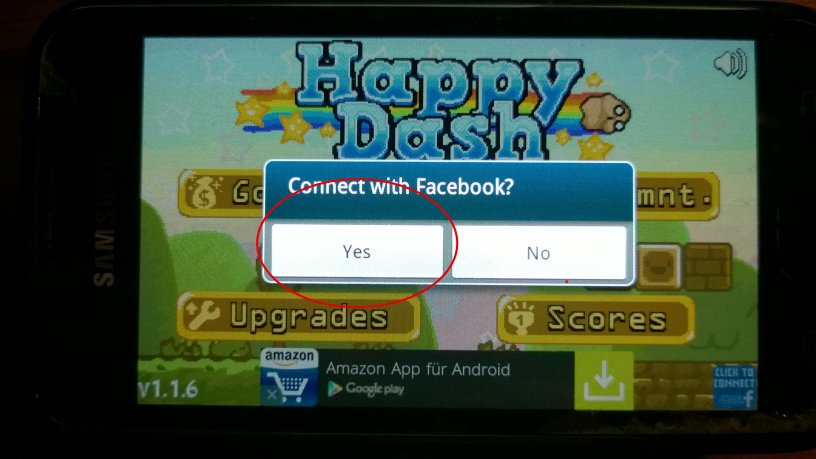 SAMSUNG
Happy
Dash
Connect with Facebook?
Go
mnt.
Yes
No
Upgrades
1
Scores
amazon
Amazon App für Android
Google play
v1.1.6
CLICK TO
CONNECT
f